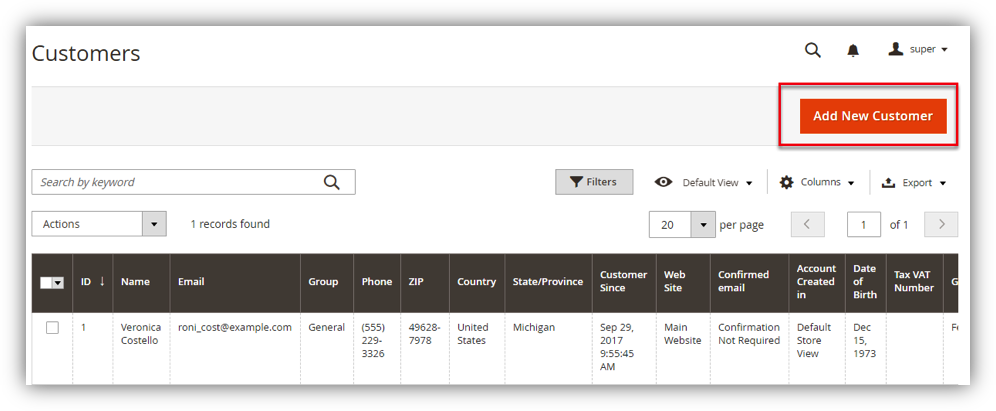 Customers
super
Add New Customer
Search by keyword
Filters
Default View
Columns
Export
Actions
1 records found
20
per page
1
of 1
ID ↓
Name
Email
Group
Phone
ZIP
Country
State/Province
Customer
Since
Web
Site
Confirmed
email
Account
Created
in
Date
of
Birth
Tax VAT
Number
1
Veronica
Costello
roni_cost@example.com
General
(555)
229-
3326
49628-
7978
United
States
Michigan
Sep 29,
2017
9:55:45
AM
Main
Website
Confirmation
Not Required
Default
Store
View
Dec
15,
1973